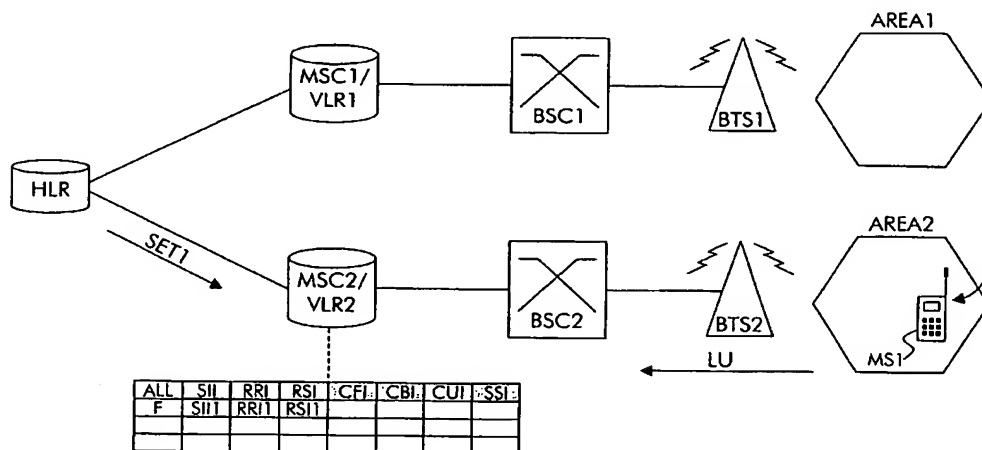 AREA1
MSC1/
VLR1
BSC1
BTS1
HLR
SET1
AREA2
MSC2/
VLR2
BSC2
BTS2
MS1
LU
ALL SII RRI RSI CFI CBI CUI SSI
F SII1 RRI1 RSI1